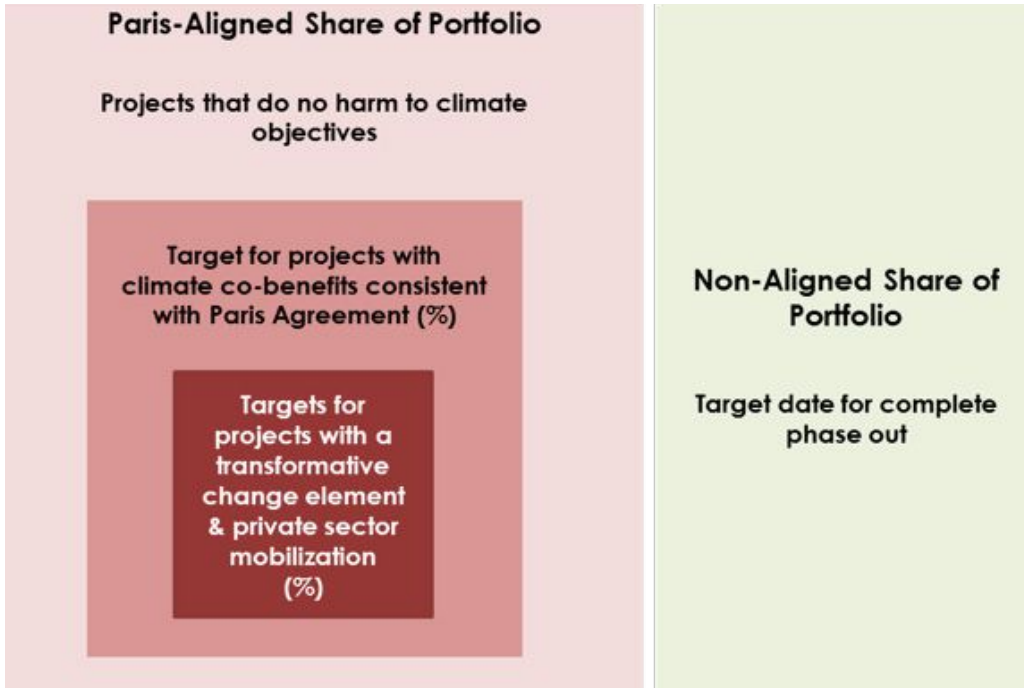 Paris-Aligned Share of Portfolio
Projects that do no harm to climate
objectives
Target for projects with
climate co-benefits consistent
with Paris Agreement (%)
Targets for
projects with a
transformative
change element
& private sector
mobilization
(%)
Non-Aligned Share of
Portfolio
Target date for complete
phase out